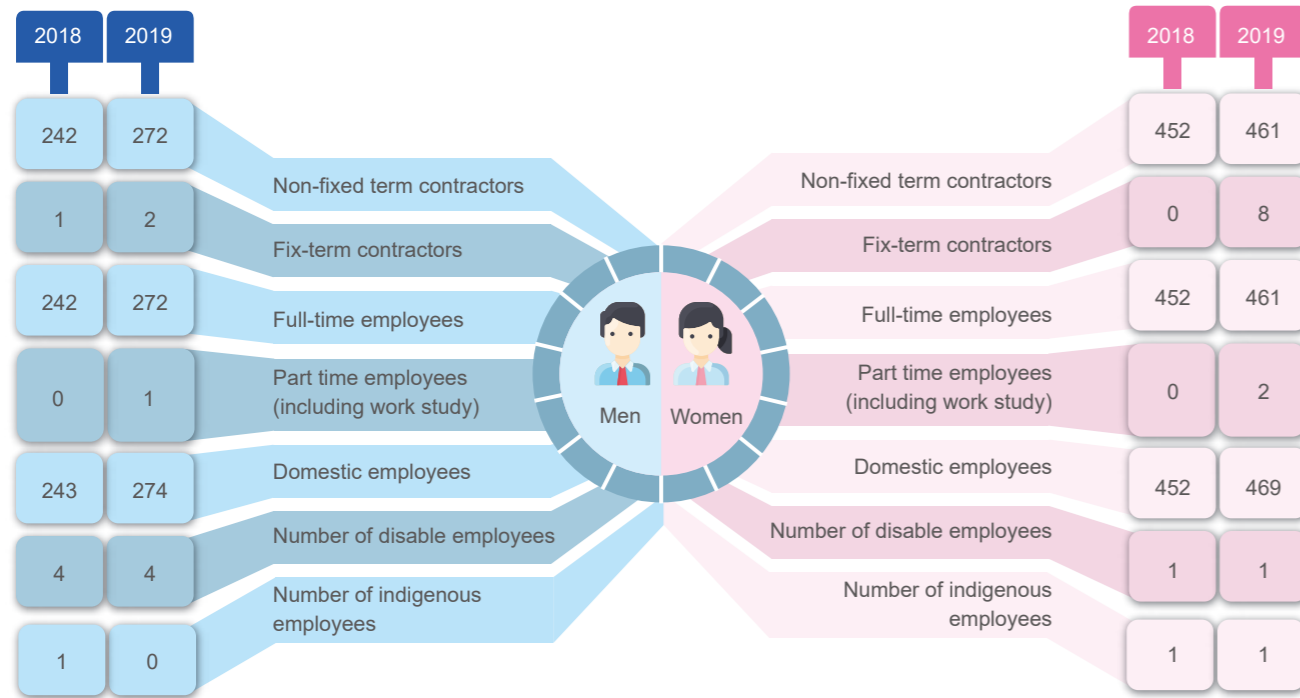 2018 2019
242 272
Non-fixed term contractors
1 2
Fix-term contractors
242 272
Full-time employees
0 1
Part time employees
(including work study)
243 274
Domestic employees
4 4
Number of disable employees
1 0
Number of indigenous
employees
Men Women
2018 2019
Non-fixed term contractors
452 461
Fix-term contractors
0 8
Full-time employees
452 461
Part time employees
(including work study)
0 2
Domestic employees
452 469
Number of disable employees
1 1
Number of indigenous
employees
1 1